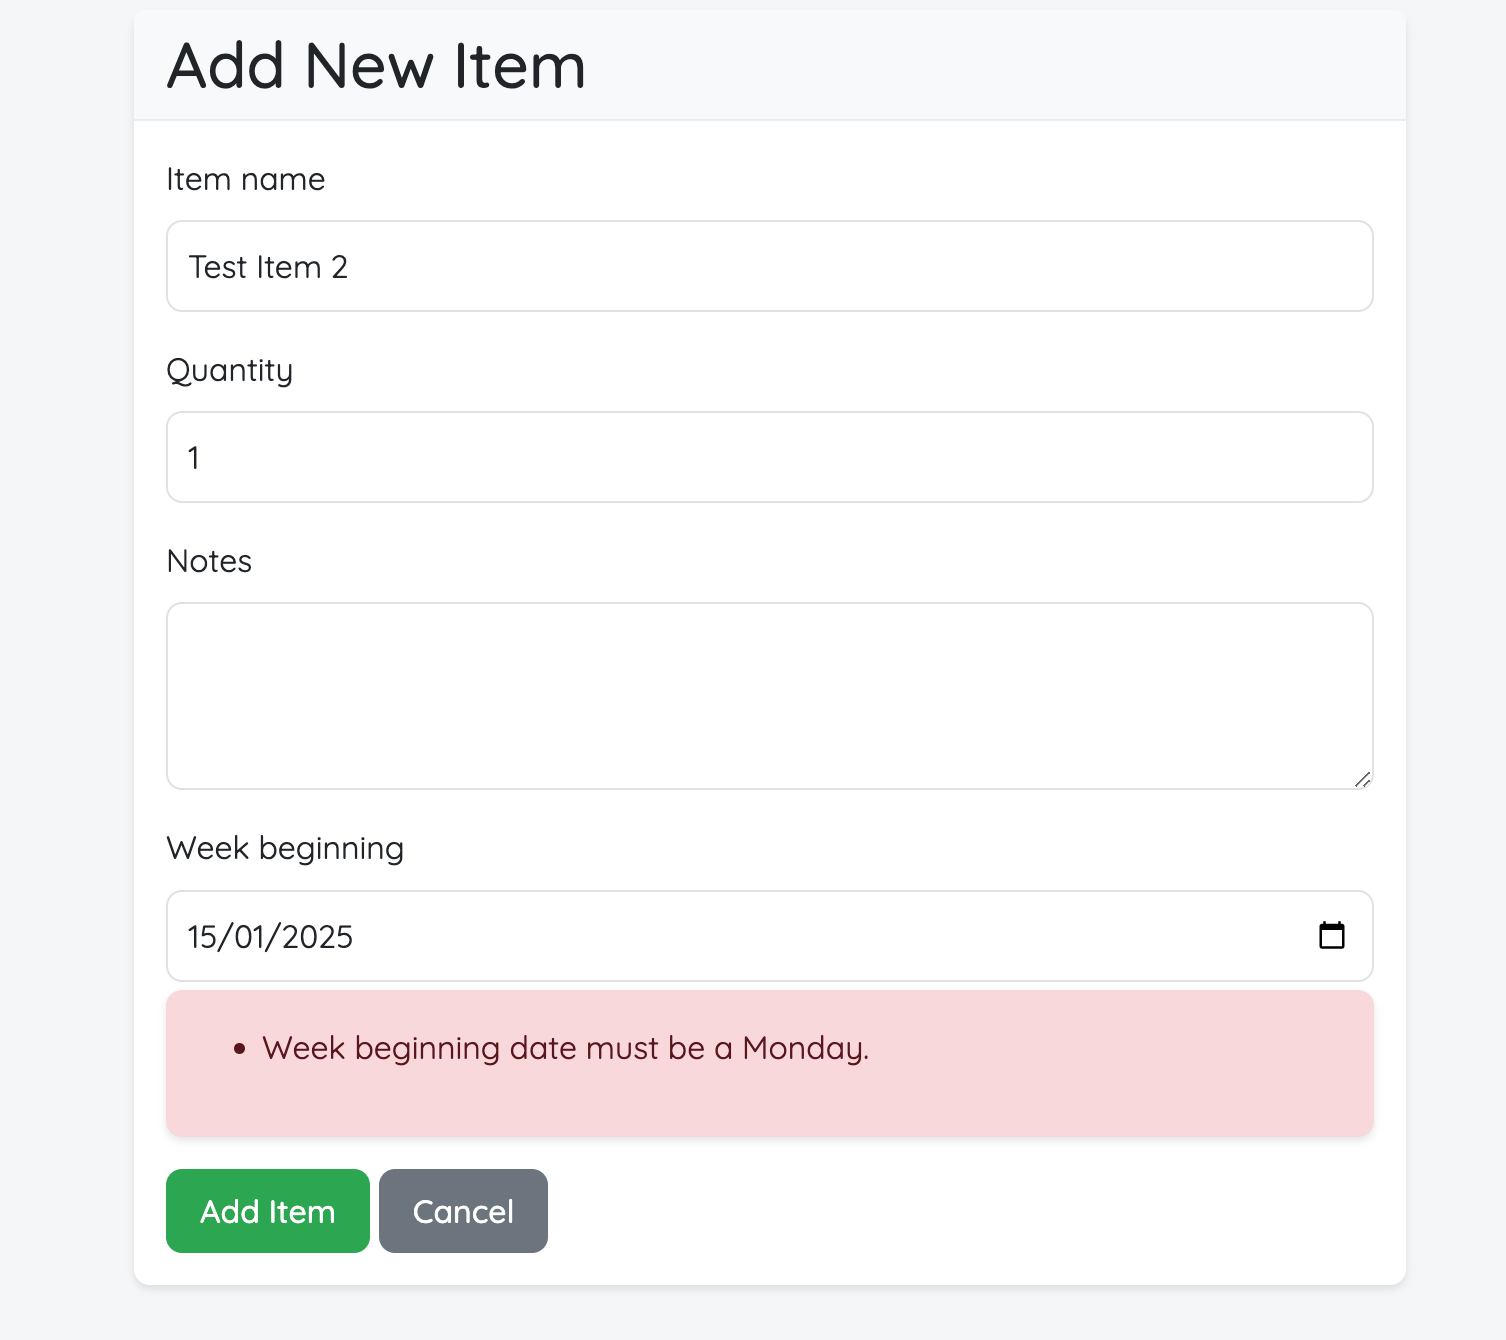 Add New Item
Item name
Test Item 2
Quantity
1
Notes
Week beginning
15/01/2025
Week beginning date must be a Monday.
Add Item Cancel